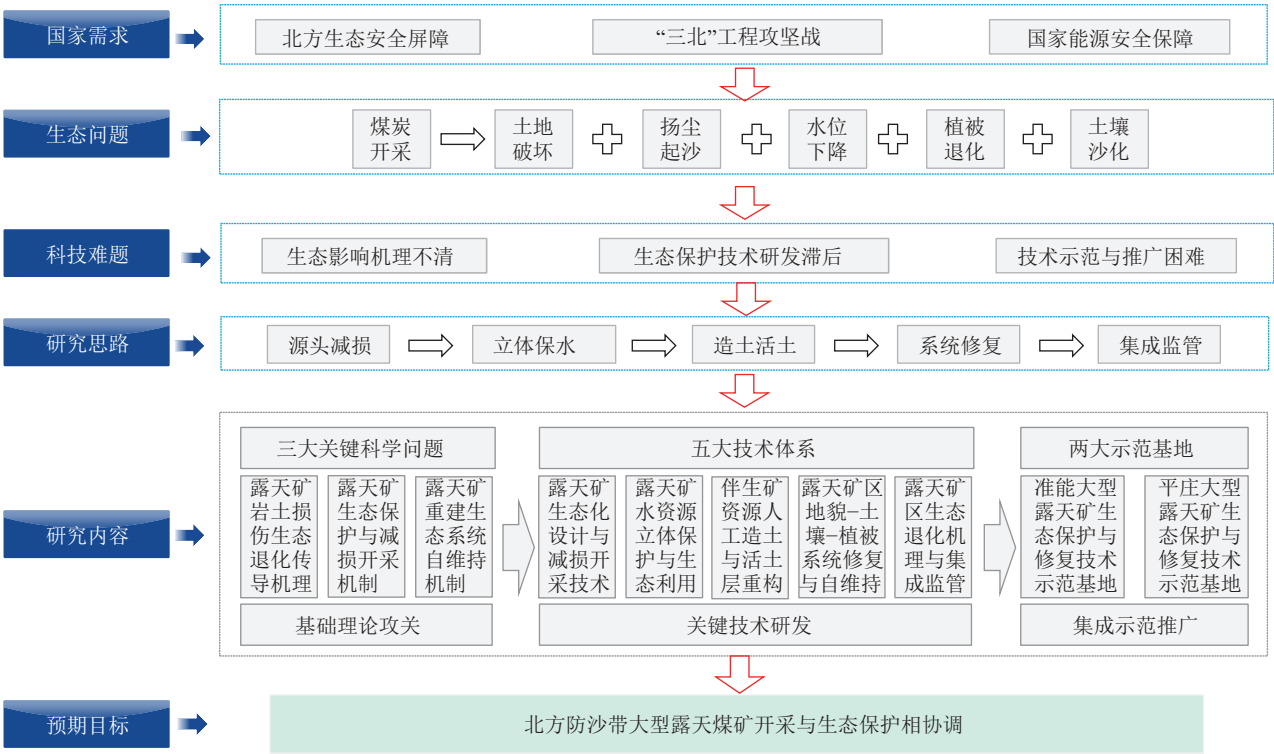 国家需求
北方生态安全屏障
“三北”工程攻坚战
国家能源安全保障
生态问题
煤炭
开采
土地
破坏
扬尘
起沙
水位
下降
植被
退化
土壤
沙化
科技难题
生态影响机理不清
生态保护技术研发滞后
技术示范与推广困难
研究思路
源头减损
立体保水
造土活土
系统修复
集成监管
研究内容
三大关键科学问题
露天矿
岩土损
伤生态
退化传
导机理
露天矿
生态保
护与减
损开采
机制
露天矿
重建生
态系统
自维持
机制
基础理论攻关
五大技术体系
露天矿
生态化
设计与
减损开
采技术
露天矿
水资源
立体保
护与生
态利用
伴生矿
资源人
工造土
与活土
层重构
露天矿区
地貌–土
壤–植被
系统修复
与自维持
露天矿
区生态
退化机
理与集
成监管
关键技术研发
两大示范基地
准能大型
露天矿生
态保护与
修复技术
示范基地
平庄大型
露天矿生
态保护与
修复技术
示范基地
集成示范推广
预期目标
北方防沙带大型露天煤矿开采与生态保护相协调